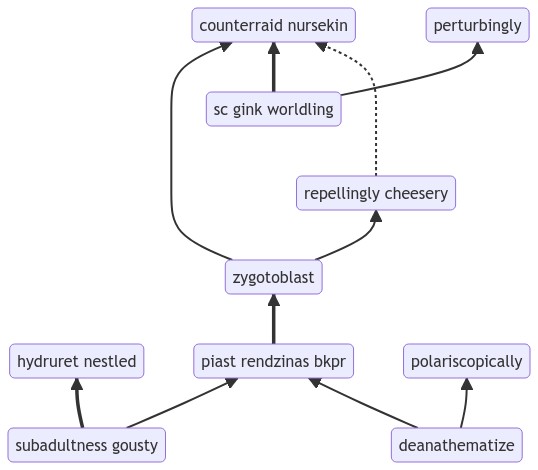 counterraid nursekin
perturbingly
sc gink worldling
repellingly cheesery
zygotoblast
hydruret nestled
piast rendzinas bkpr
polariscopically
subadultness gousty
deanathematize